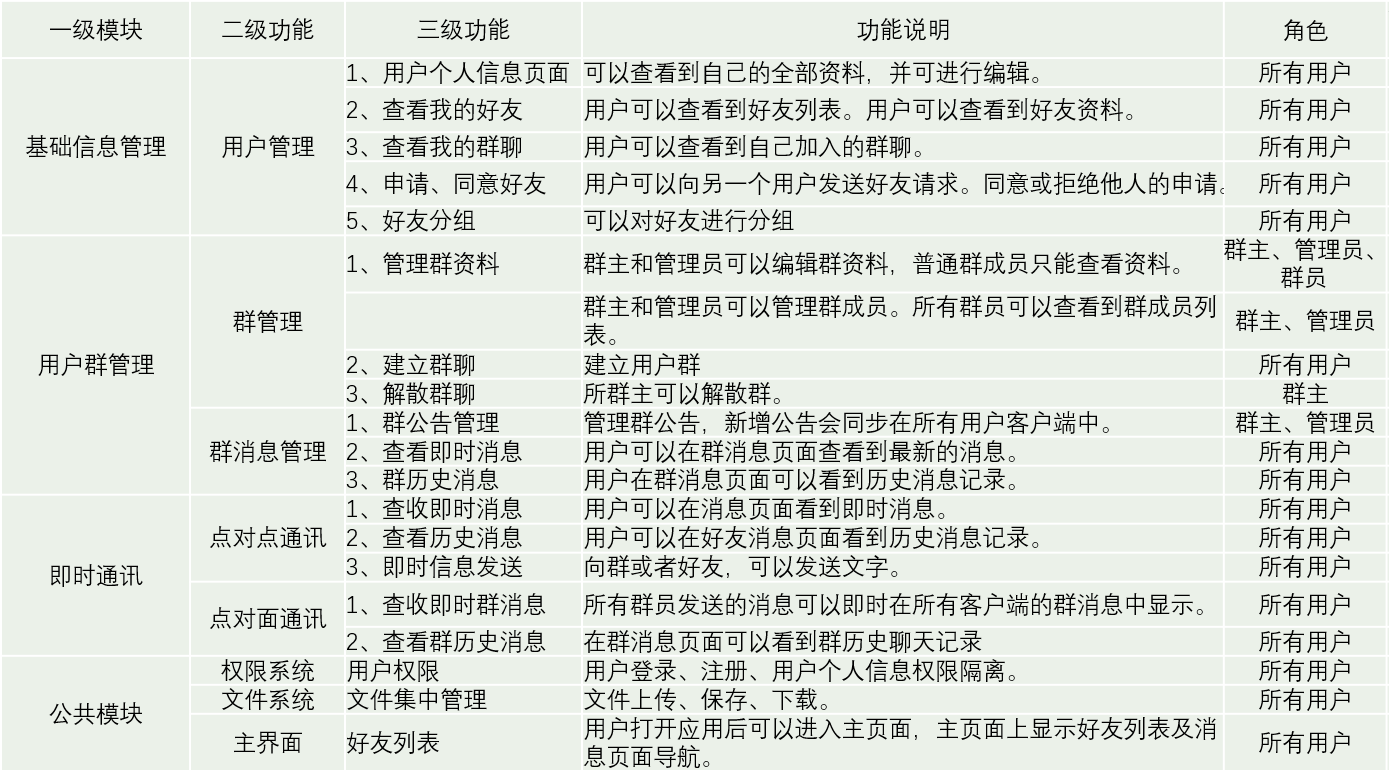 一级模块 二级功能 三级功能 功能说明 角色
基础信息管理 用户管理 1、用户个人信息页面 可以查看到自己的全部资料，并可进行编辑。 所有用户
2、查看我的好友 用户可以查看到好友列表。用户可以查看到好友资料。 所有用户
3、查看我的群聊 用户可以查看到自己加入的群聊。 所有用户
4、申请、同意好友 用户可以向另一个用户发送好友请求。同意或拒绝他人的申请。 所有用户
5、好友分组 可以对好友进行分组 所有用户
用户群管理 群管理 1、管理群资料 群主和管理员可以编辑群资料，普通群成员只能查看资料。 群主、管理员、
群员
群主和管理员可以管理群成员。所有群员可以查看到群成员列
表。 群主、管理员
2、建立群聊 建立用户群 所有用户
3、解散群聊 所群主可以解散群。 群主
群消息管理 1、群公告管理 管理群公告，新增公告会同步在所有用户客户端中。 群主、管理员
2、查看即时消息 用户可以在群消息页面查看到最新的消息。 所有用户
3、群历史消息 用户在群消息页面可以看到历史消息记录。 所有用户
即时通讯 点对点通讯 1、查收即时消息 用户可以在消息页面看到即时消息。 所有用户
2、查看历史消息 用户可以在好友消息页面看到历史消息记录。 所有用户
3、即时信息发送 向群或者好友，可以发送文字。 所有用户
点对面通讯 1、查收即时群消息 所有群员发送的消息可以即时在所有客户端的群消息中显示。 所有用户
2、查看群历史消息 在群消息页面可以看到群历史聊天记录 所有用户
公共模块 权限系统 用户权限 用户登录、注册、用户个人信息权限隔离。 所有用户
文件系统 文件集中管理 文件上传、保存、下载。 所有用户
主界面 好友列表 用户打开应用后可以进入主页面，主页面上显示好友列表及消
息页面导航。 所有用户